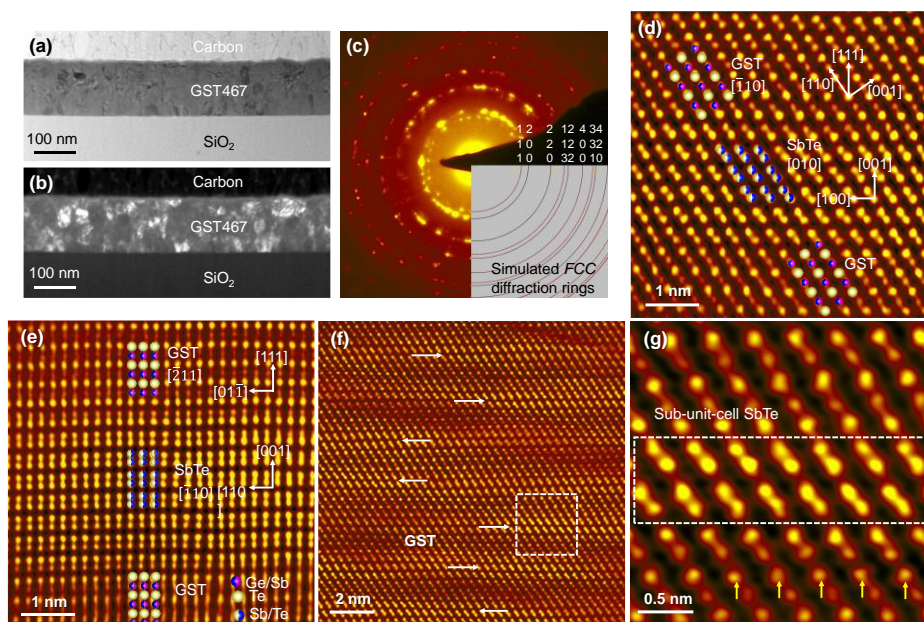 (a)
Carbon
GST467
SiO2
100 nm
(b)
Carbon
GST467
SiO2
100 nm
(c)
1 2 2 12 4 34
1 0 2 12 0 32
1 0 0 32 0 10
Simulated FCC
diffraction rings
(d)
GST
[1̅10]
[111]
[110]
[001]
SbTe
[010]
[001]
[100]
GST
1 nm
(e)
GST
[2̅11]
[111]
[011̅]
[001]
SbTe
[1̅10]
[110
]
GST
Ge/Sb
Te
Sb/Te
1 nm
(f)
GST
2 nm
(g)
Sub-unit-cell SbTe
0.5 nm